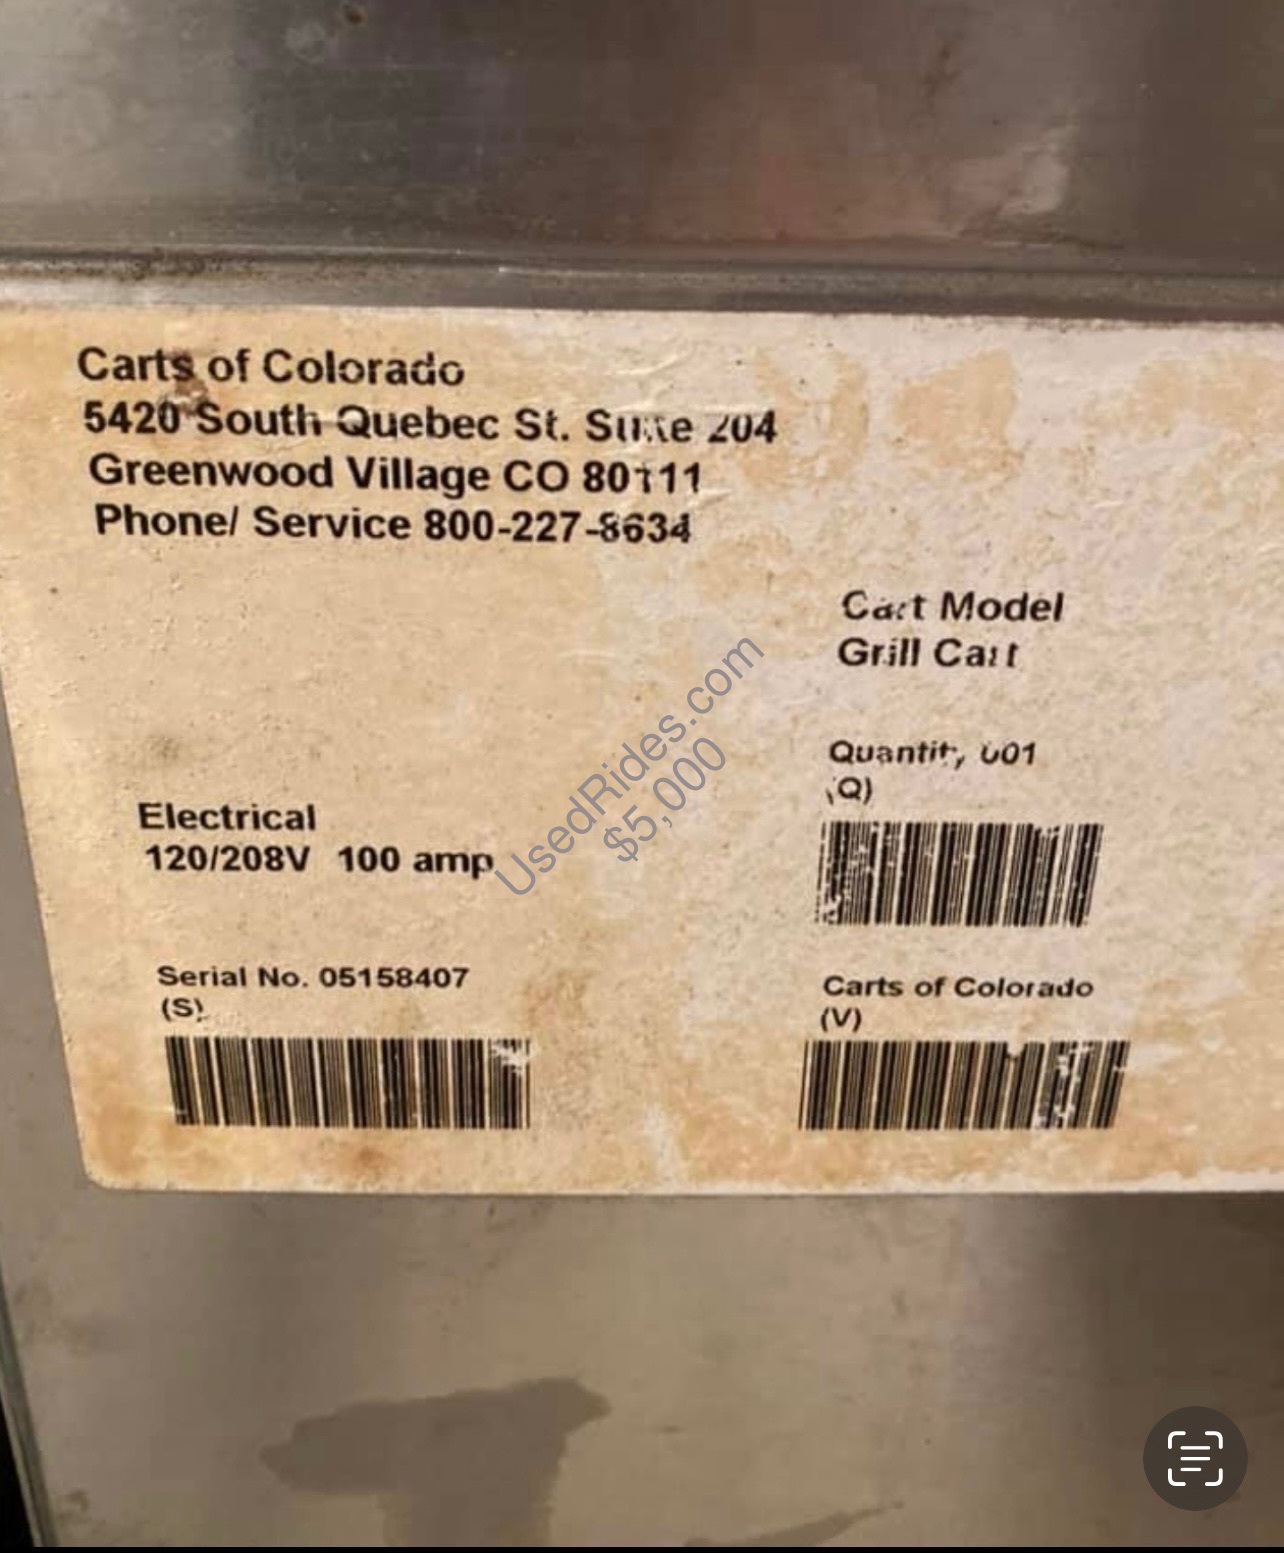 Carts of Colorado
5420 South Quebec St. Suite 204
Greenwood Village CO 80111
Phone/ Service 800-227-8634
Cart Model
Grill Cart
Quantity 001
(Q)
Electrical
120/208V 100 amp
UsedRides.com
$5,000
Serial No. 05158407
(S)
Carts of Colorado
(V)